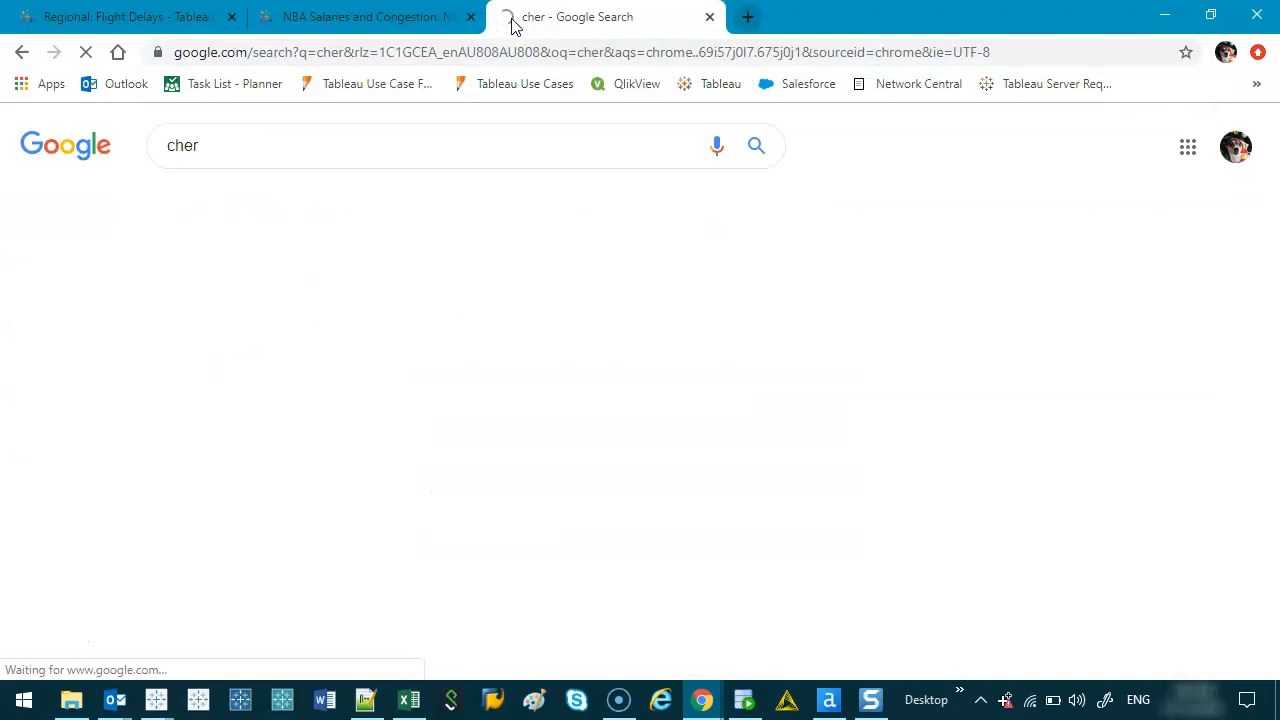 Regional: Flight Delays - Tableau
NBA Salaries and Congestion: N
cher - Google Search
google.com/search?q=cher&rlz=1C1GCEA_enAU808AU808&oq=cher&aqs=chrome..69i57j0l7.675j0j1&sourceid=chrome&ie=UTF-8
Apps
Outlook
Task List - Planner
Tableau Use Case F...
Tableau Use Cases
QlikView
Tableau
Salesforce
Network Central
Tableau Server Req...
Google
cher
Waiting for www.google.com...
Desktop
ENG